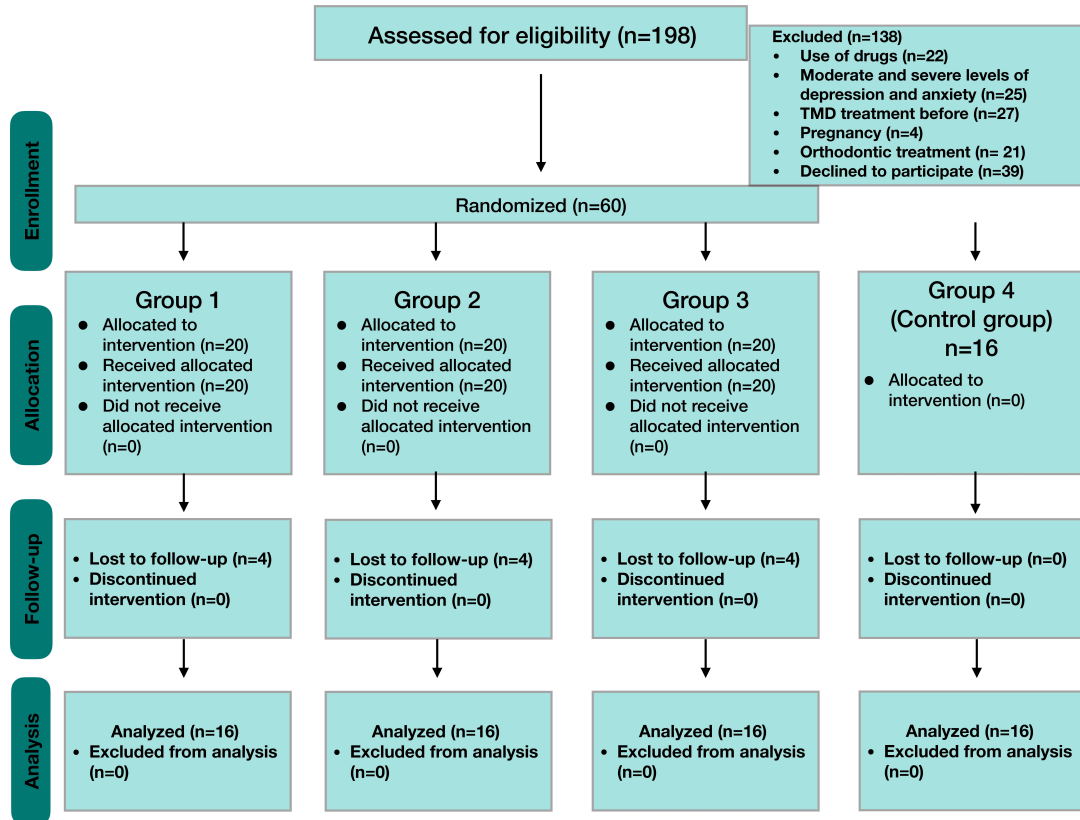 Assessed for eligibility (n=198)
Excluded (n=138)
• Use of drugs (n=22)
• Moderate and severe levels of
depression and anxiety (n=25)
• TMD treatment before (n=27)
• Pregnancy (n=4)
• Orthodontic treatment (n= 21)
• Declined to participate (n=39)
Enrollment
Randomized (n=60)
Allocation
Group 1
● Allocated to
intervention (n=20)
● Received allocated
intervention (n=20)
● Did not receive
allocated intervention
(n=0)
Group 2
● Allocated to
intervention (n=20)
● Received allocated
intervention (n=20)
● Did not receive
allocated intervention
(n=0)
Group 3
● Allocated to
intervention (n=20)
● Received allocated
intervention (n=20)
● Did not receive
allocated intervention
(n=0)
Group 4
(Control group)
n=16
● Allocated to
intervention (n=0)
Follow-up
• Lost to follow-up (n=4)
• Discontinued
intervention (n=0)
• Lost to follow-up (n=4)
• Discontinued
intervention (n=0)
• Lost to follow-up (n=4)
• Discontinued
intervention (n=0)
• Lost to follow-up (n=0)
• Discontinued
intervention (n=0)
Analysis
Analyzed (n=16)
• Excluded from analysis
(n=0)
Analyzed (n=16)
• Excluded from analysis
(n=0)
Analyzed (n=16)
• Excluded from analysis
(n=0)
Analyzed (n=16)
• Excluded from analysis
(n=0)